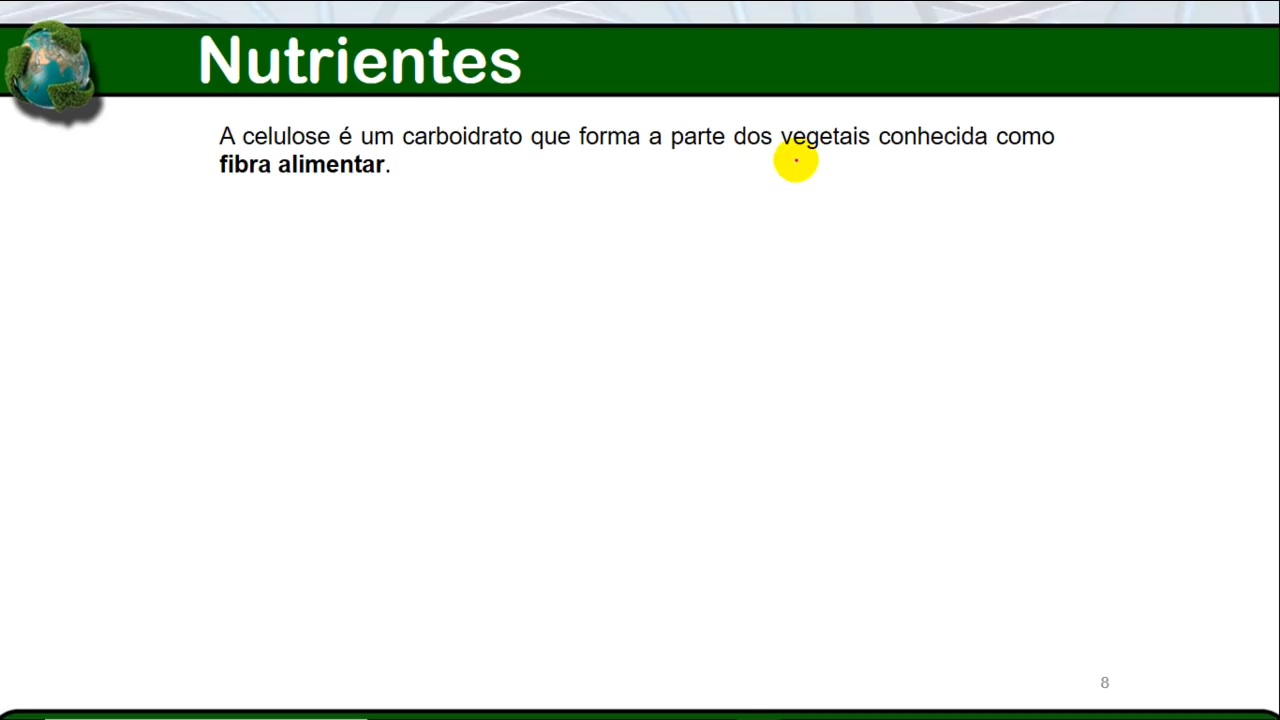 Nutrientes
A celulose é um carboidrato que forma a parte dos vegetais conhecida como
fibra alimentar.
8